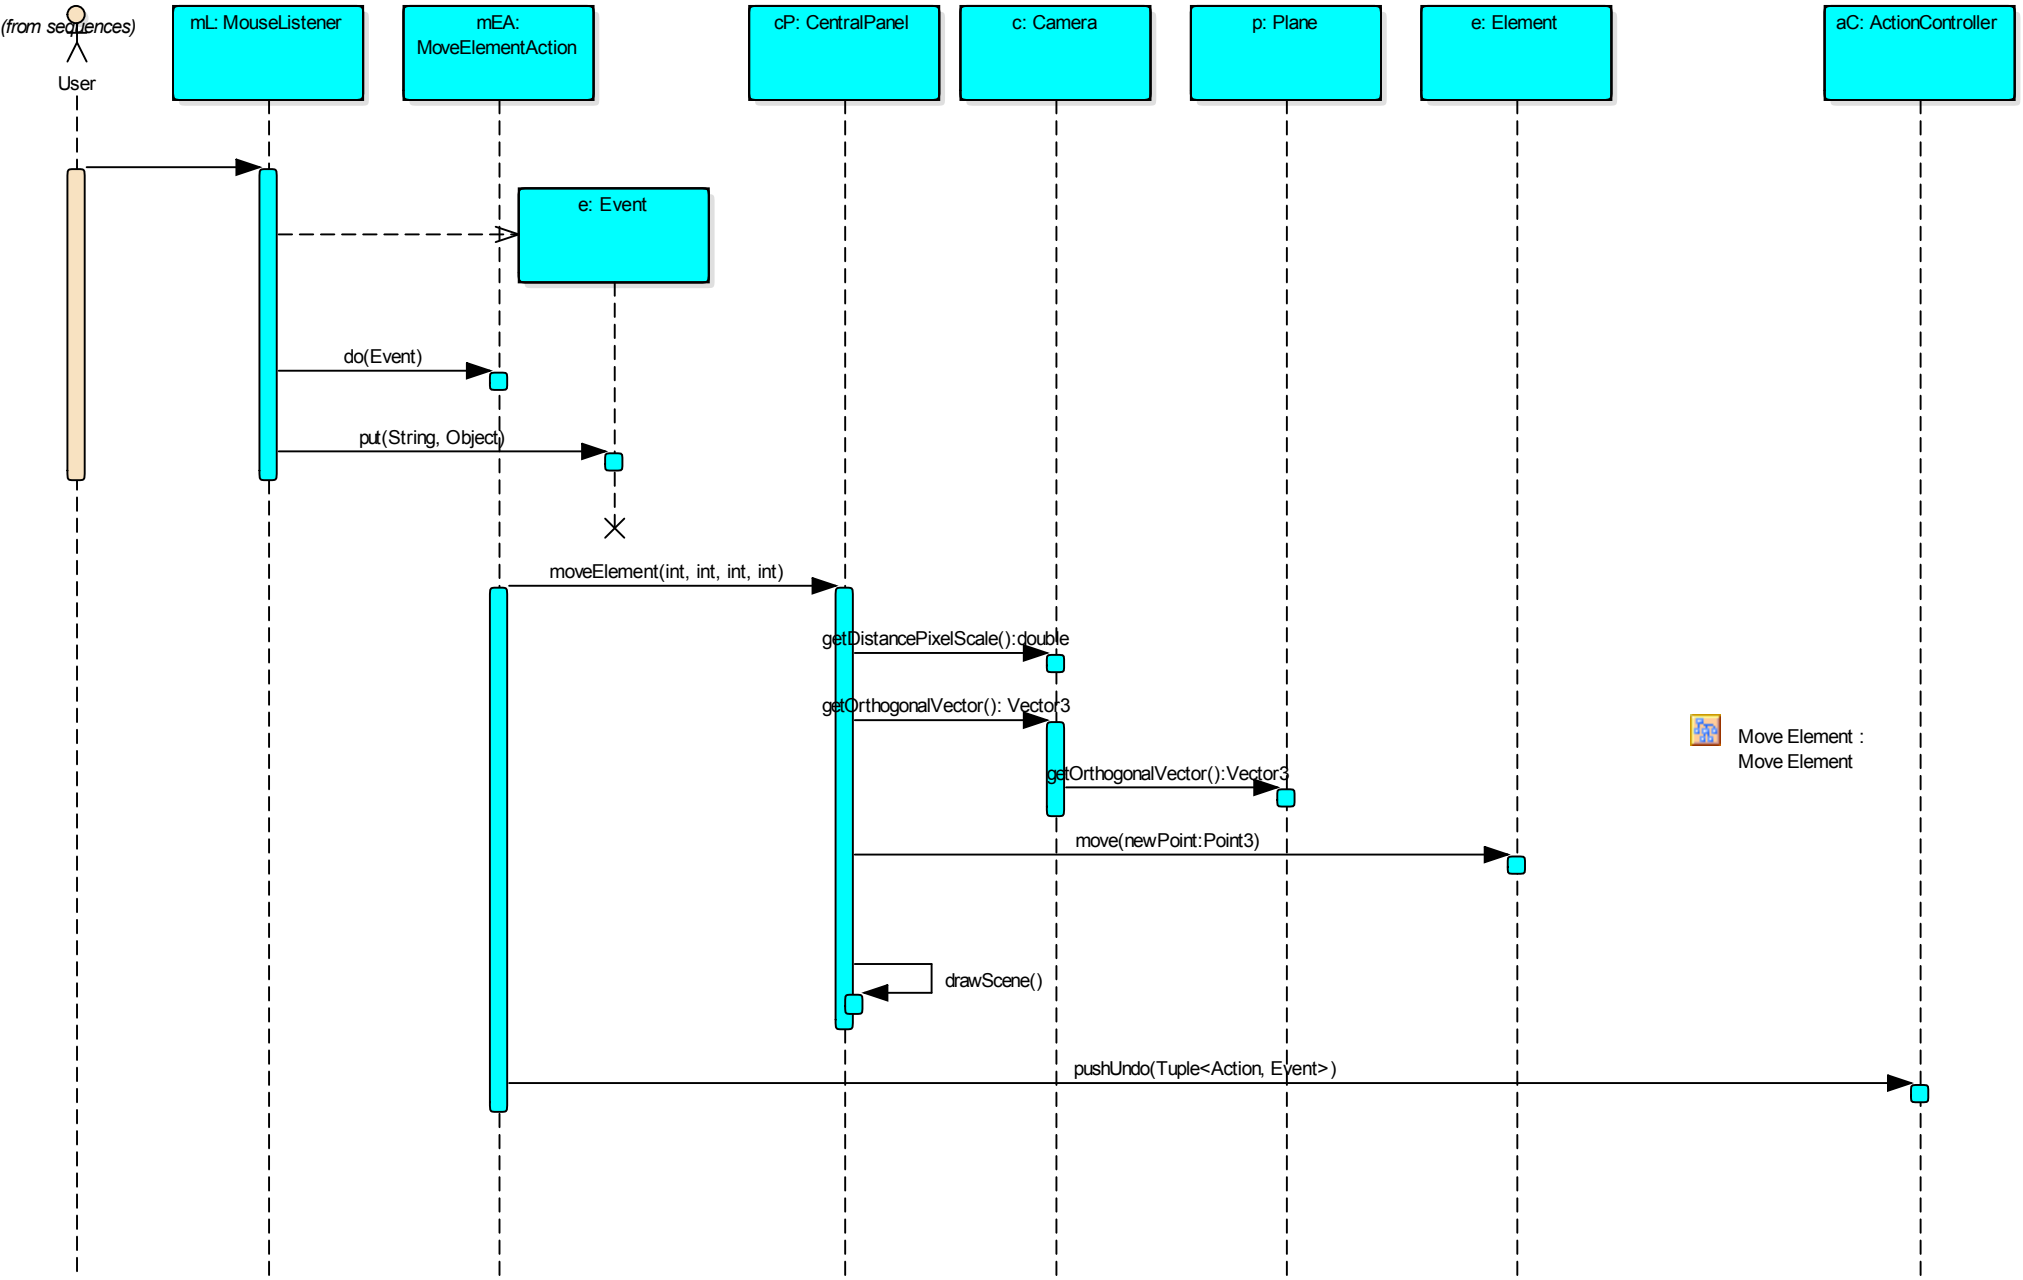 (from sequences)
User
mL: MouseListener
mEA:
MoveElementAction
cP: CentralPanel
c: Camera
p: Plane
e: Element
aC: ActionController
e: Event
do(Event)
put(String, Object)
moveElement(int, int, int, int)
getDistancePixelScale():double
getOrthogonalVector(): Vector3
Move Element :
Move Element
getOrthogonalVector():Vector3
move(newPoint:Point3)
drawScene()
pushUndo(Tuple<Action, Event>)